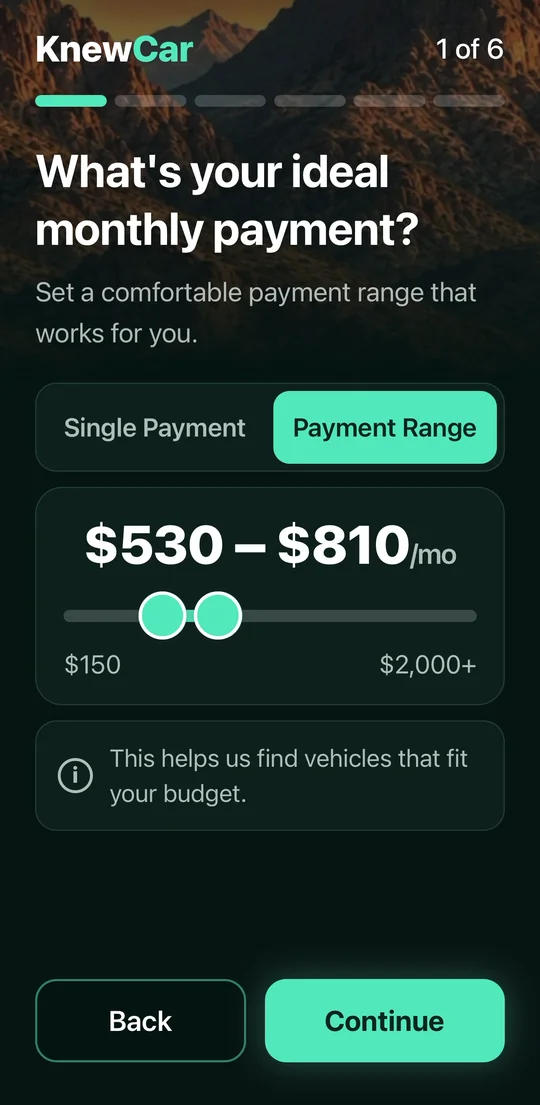 KnewCar
1 of 6
What's your ideal
monthly payment?
Set a comfortable payment range that
works for you.
Single Payment
Payment Range
$530 – $810/mo
$150
$2,000+
This helps us find vehicles that fit
your budget.
Back
Continue